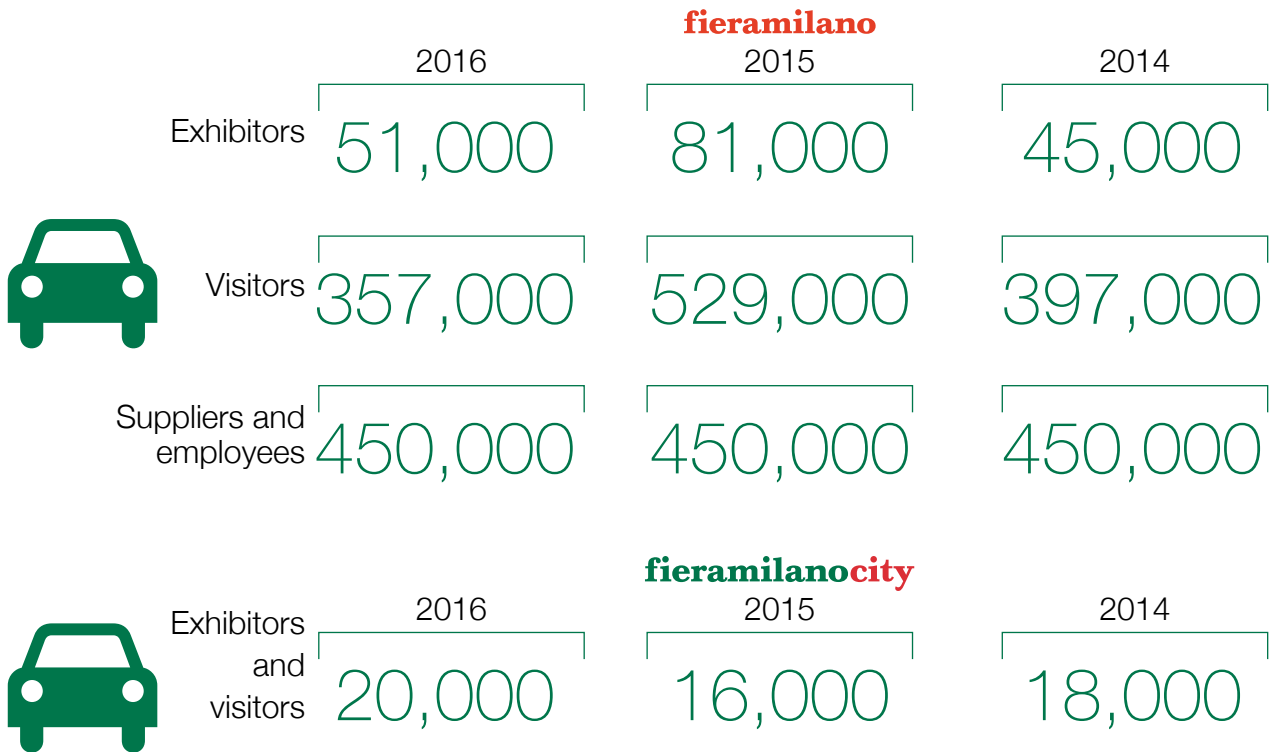 fieramilano
2016 2015 2014
Exhibitors 51,000 81,000 45,000
Visitors 357,000 529,000 397,000
Suppliers and
employees 450,000 450,000 450,000
fieramilanocity
2016 2015 2014
Exhibitors
and
visitors 20,000 16,000 18,000